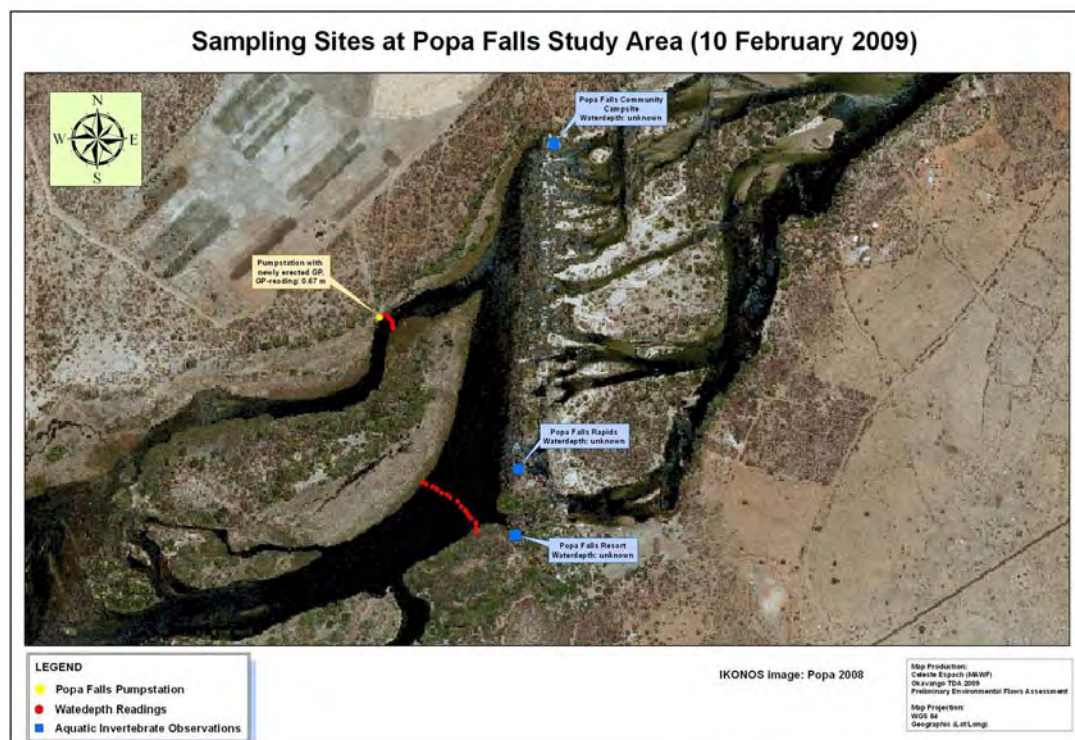 Sampling Sites at Popa Falls Study Area (10 February 2009)
N
W E
S
Popa Falls Community
Campsite
Waterdepth: unknown
Pumpstation with
newly erected GP,
GP-reading: 0.67 m
Popa Falls Rapids
Waterdepth: unknown
Popa Falls Resort
Waterdepth: unknown
LEGEND
Popa Falls Pumpstation
Watedepth Readings
Aquatic Invertebrate Observations
IKONOS image: Popa 2008
Map Production:
Celeste Espach (MAWF)
Okavango TDA 2009
Preliminary Environmental Flows Assessment
Map Projection:
WGS 84
Geographic (Lat/Long)